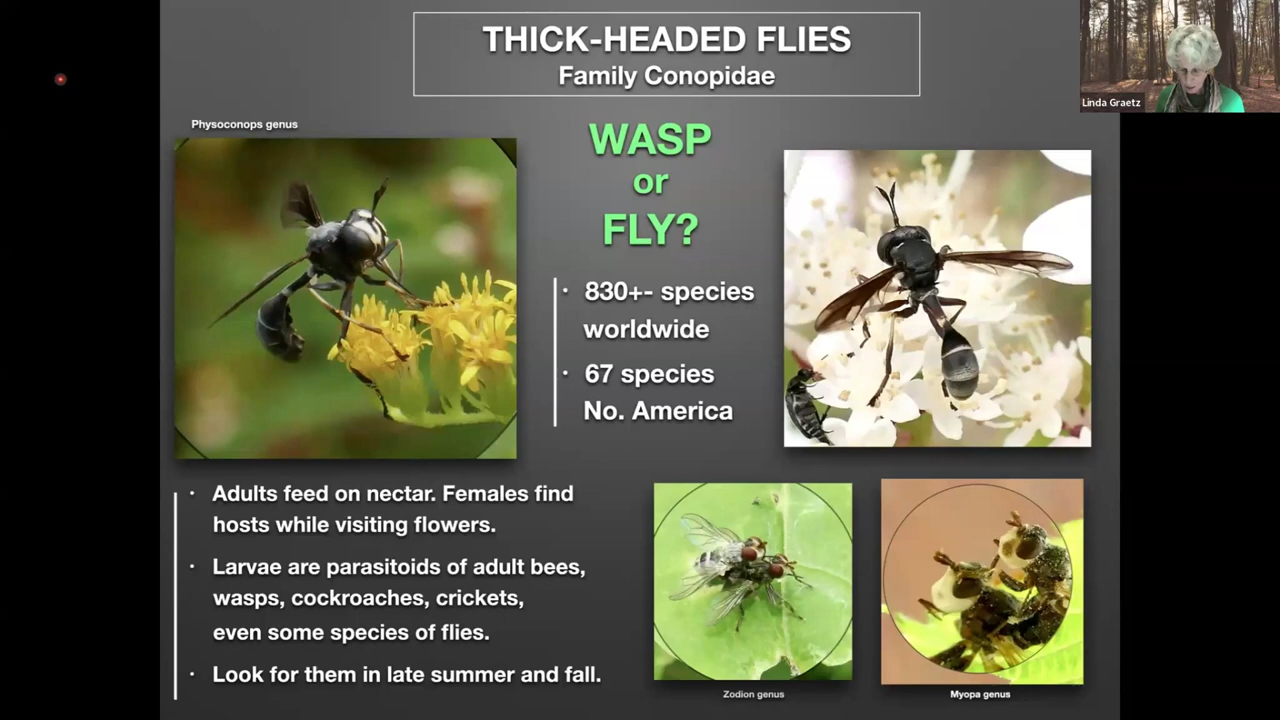 THICK-HEADED FLIES
Family Conopidae
Linda Graetz
Physoconops genus
WASP
or
FLY?
· 830+- species
worldwide
· 67 species
No. America
· Adults feed on nectar. Females find
hosts while visiting flowers.
· Larvae are parasitoids of adult bees,
wasps, cockroaches, crickets,
even some species of flies.
· Look for them in late summer and fall.
Zodion genus
Myopa genus